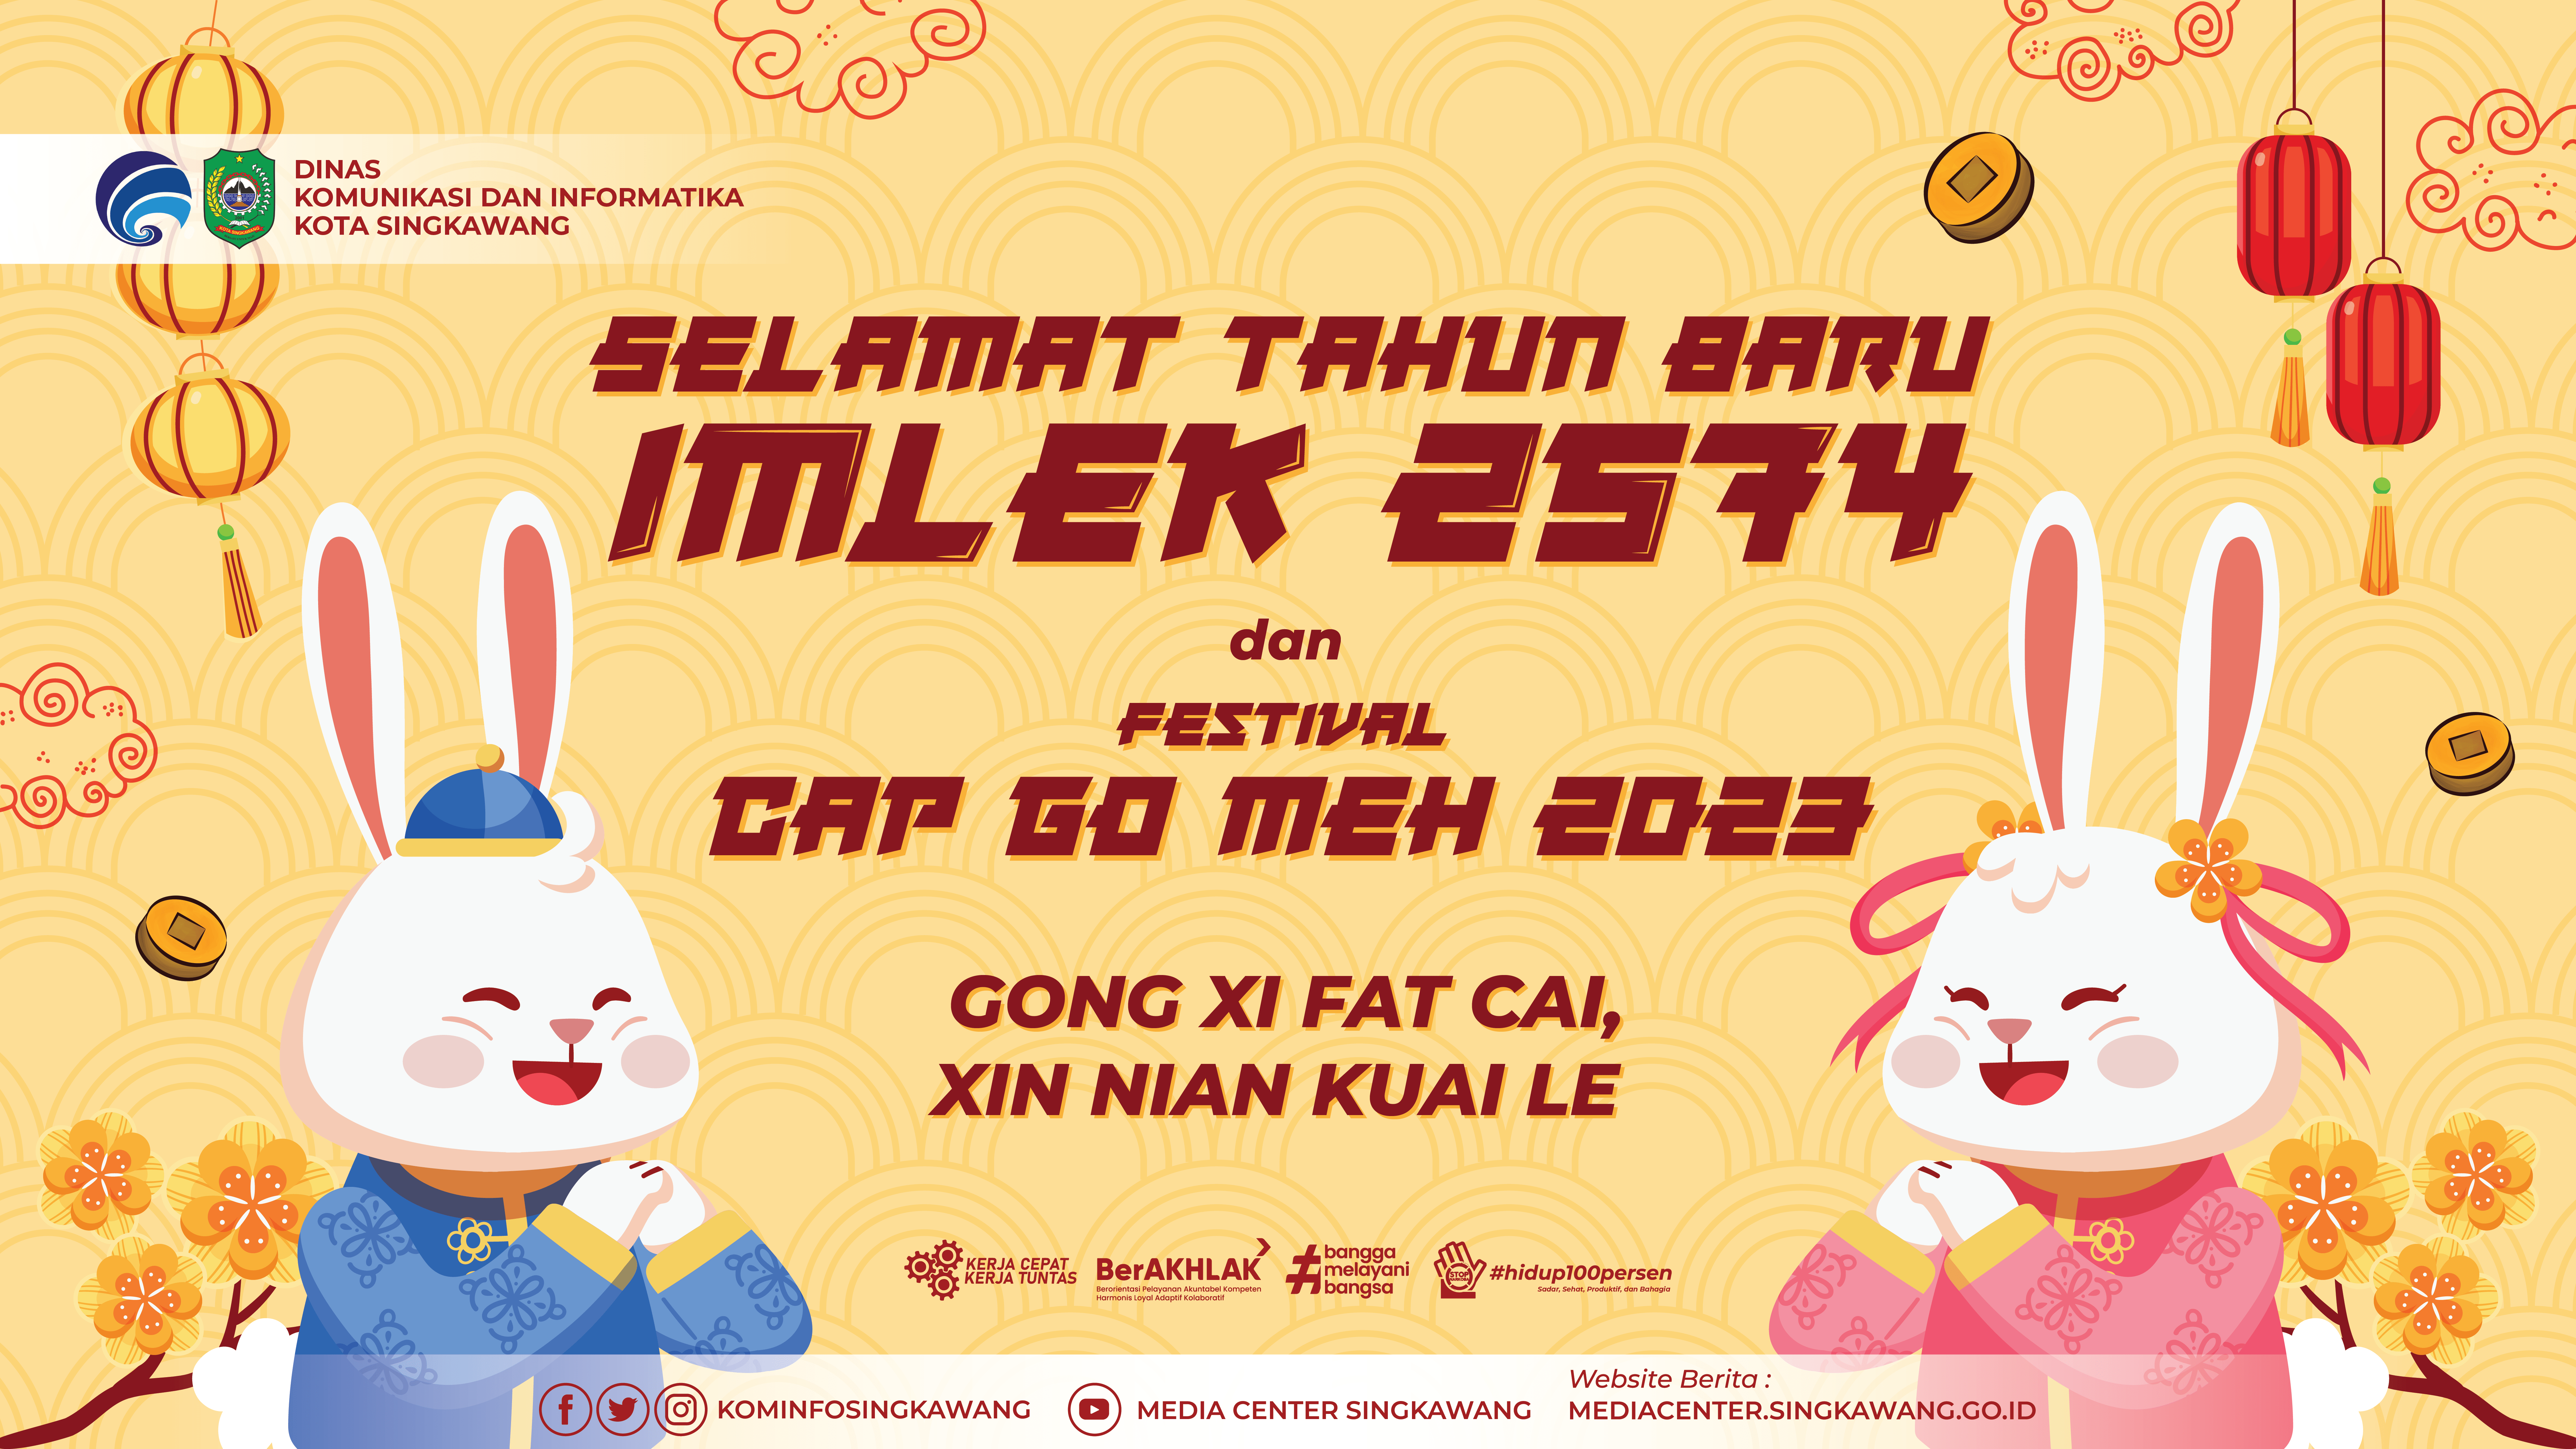 DINAS
KOMUNIKASI DAN INFORMATIKA
KOTA SINGKAWANG
KOTA SINGKAWANG
SELAMAT TAHUN BARU
IMLEK 2574
dan
FESTIVAL
CAP GO MEH 2023
GONG XI FAT CAI,
XIN NIAN KUAI LE
KERJA CEPAT
KERJA TUNTAS
BerAKHLAK
Berorientasi Pelayanan Akuntabel Kompeten
Harmonis Loyal Adaptif Kolaboratif
#bangga
melayani
bangsa
STOP
#hidup100persen
Sadar, Sehat, Produktif, dan Bahagia
KOMINFOSINGKAWANG
MEDIA CENTER SINGKAWANG
Website Berita :
MEDIACENTER.SINGKAWANG.GO.ID